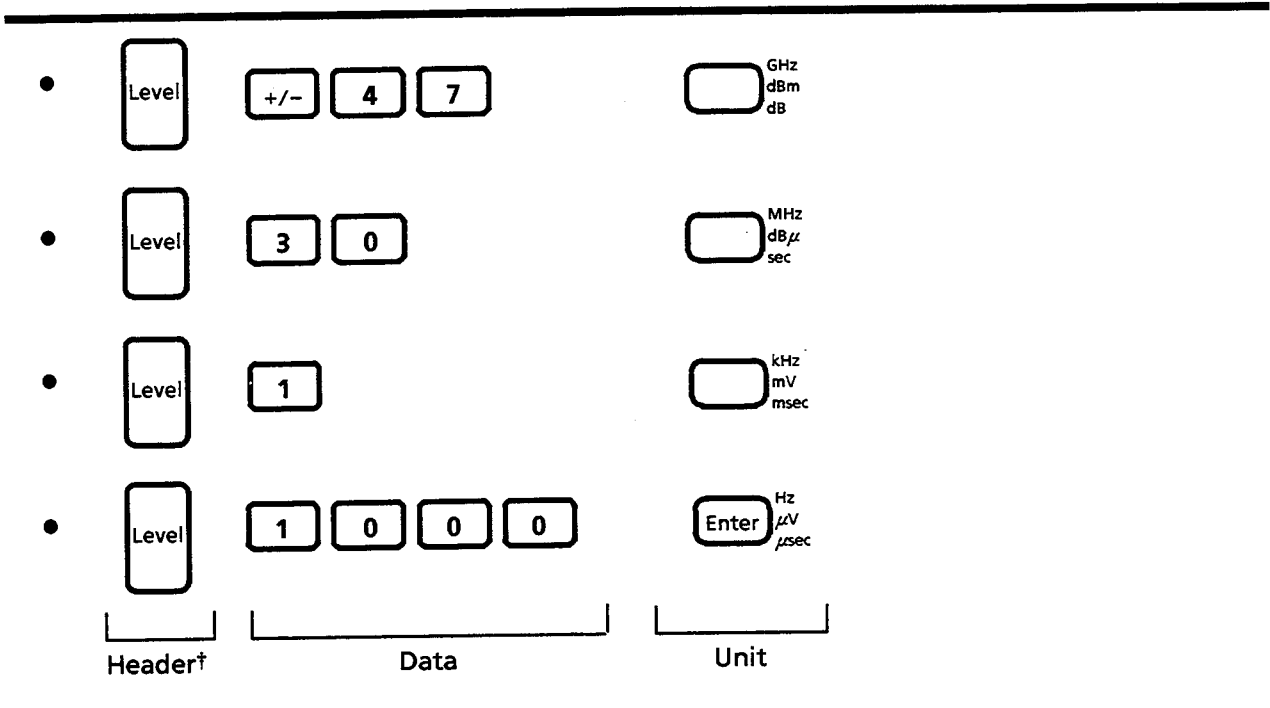 • Level +/- 4 7 GHz
dBm
dB
• Level 3 0 MHz
dBμ
sec
• Level 1 kHz
mV
msec
• Level 1 0 0 0 Enter Hz
μV
μsec
Header† Data Unit